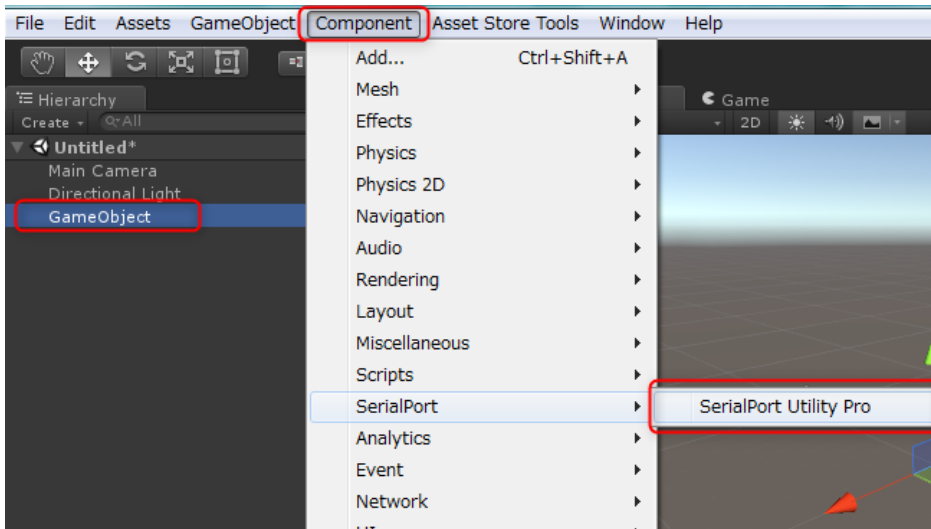 File Edit Assets GameObject Component Asset Store Tools Window Help
Add... Ctrl+Shift+A
Mesh
Hierarchy
Game
Create All
Effects
2D
Untitled*
Physics
Main Camera
Physics 2D
Directional Light
GameObject
Navigation
Audio
Rendering
Layout
Miscellaneous
Scripts
SerialPort
SerialPort Utility Pro
Analytics
Event
Network